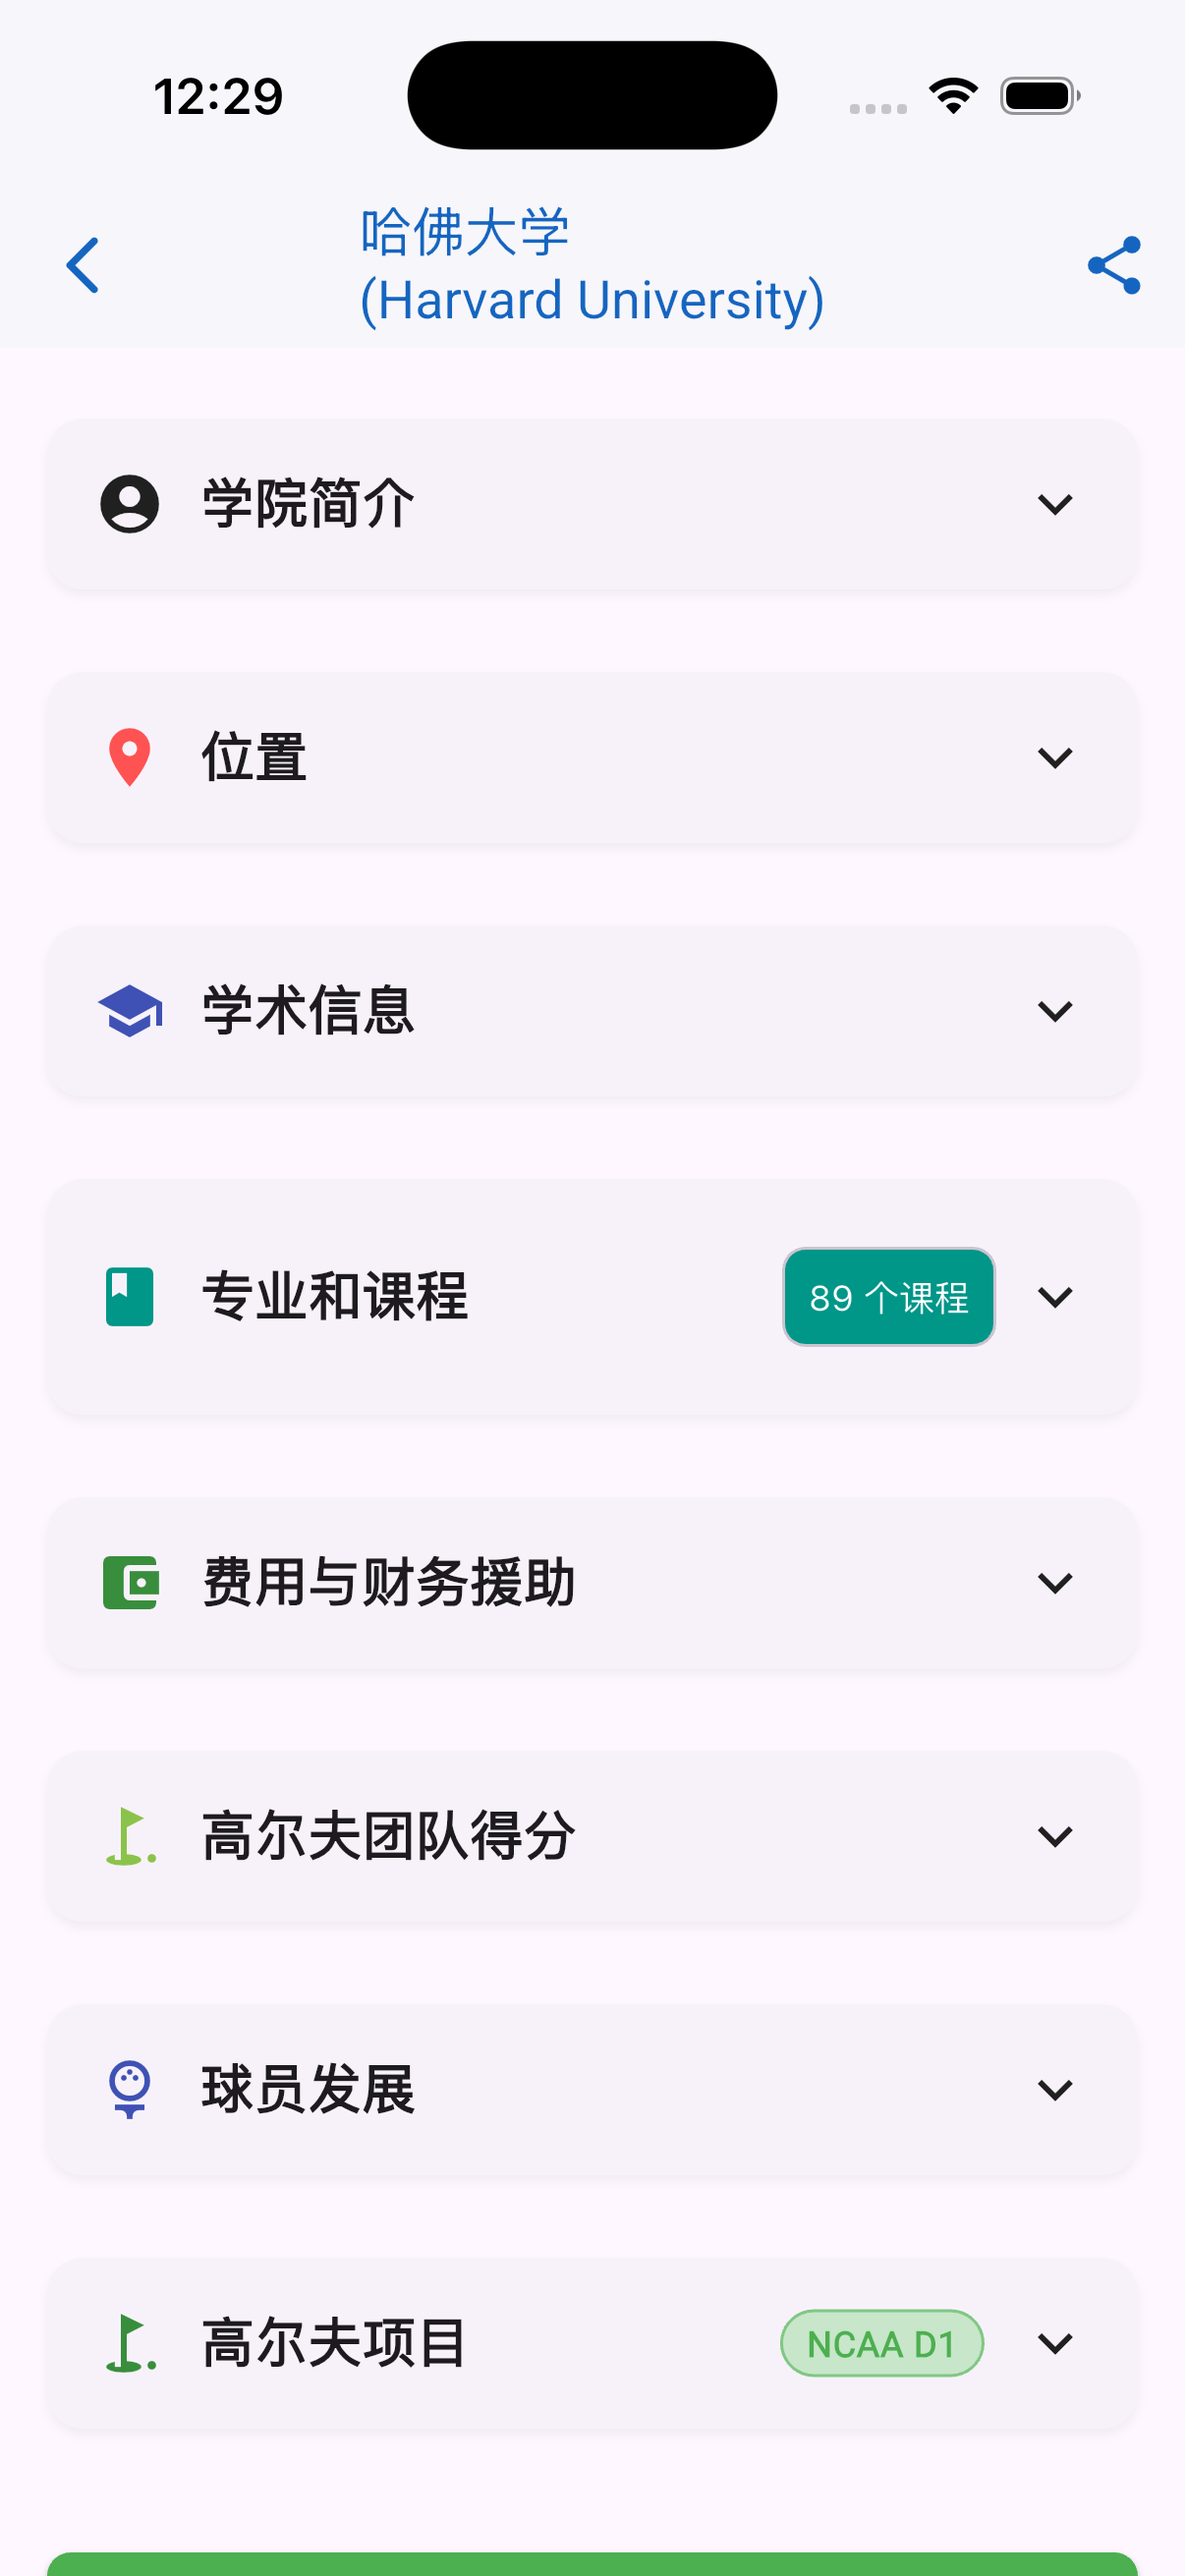 12:29
哈佛大学
(Harvard University)
学院简介
位置
学术信息
专业和课程
89 个课程
费用与财务援助
高尔夫团队得分
球员发展
高尔夫项目
NCAA D1